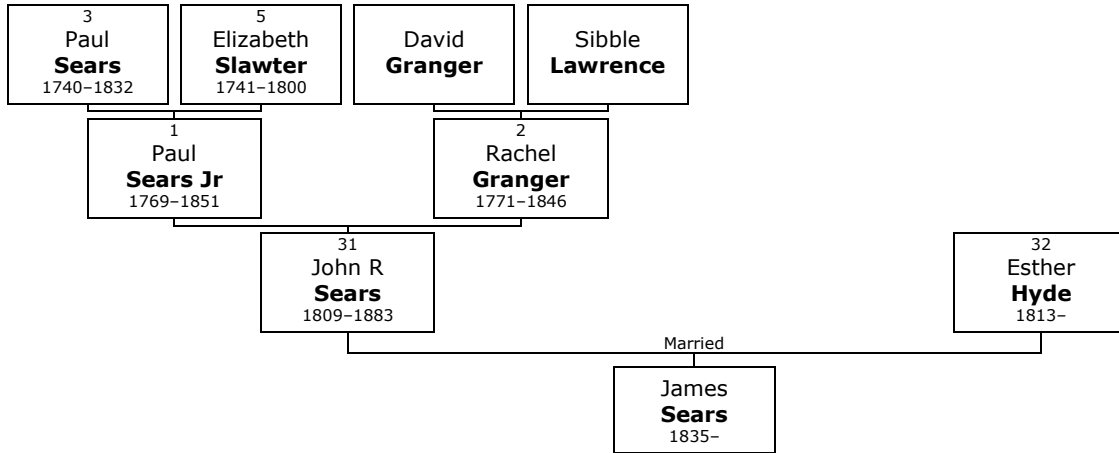 3
Paul
Sears
1740–1832
5
Elizabeth
Slawter
1741–1800
David
Granger
Sibble
Lawrence
1
Paul
Sears Jr
1769–1851
2
Rachel
Granger
1771–1846
31
John R
Sears
1809–1883
32
Esther
Hyde
1813–
Married
James
Sears
1835–